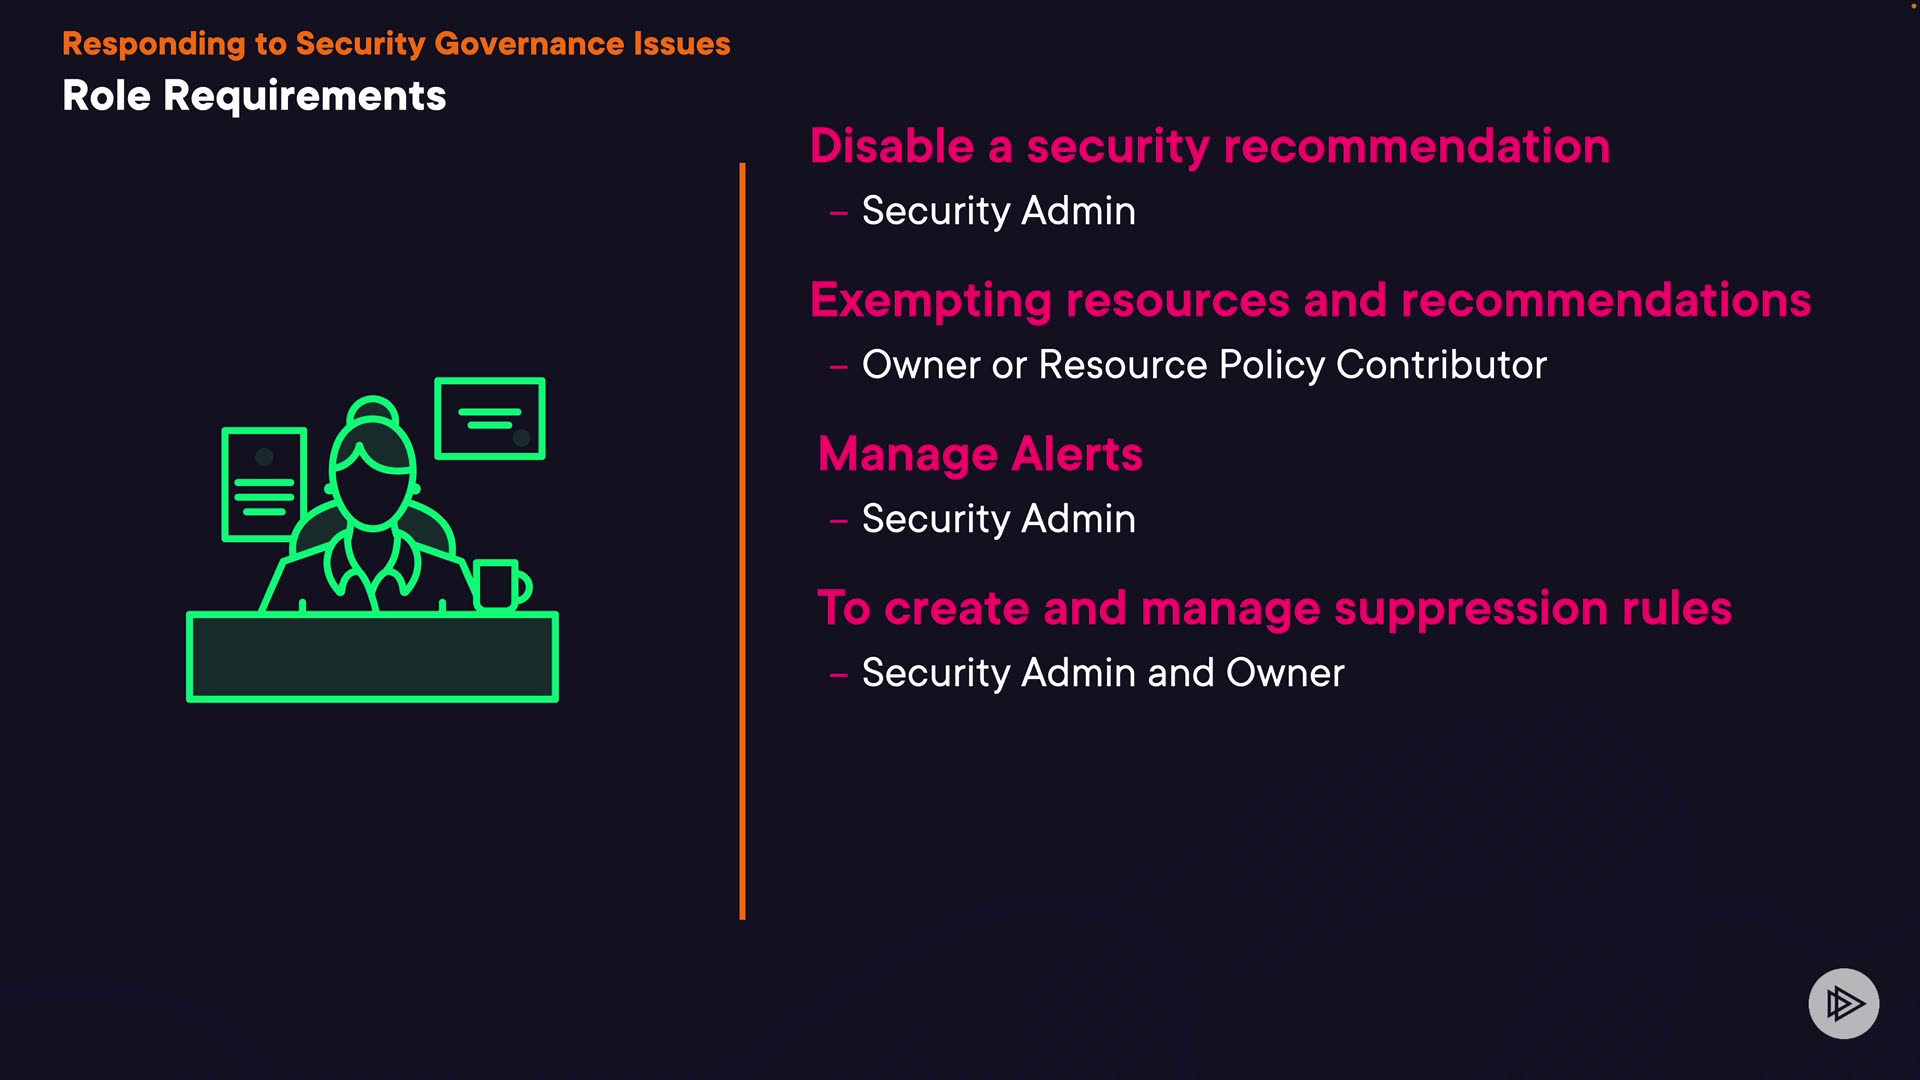 Responding to Security Governance Issues
Role Requirements
Disable a security recommendation
– Security Admin
Exempting resources and recommendations
– Owner or Resource Policy Contributor
Manage Alerts
– Security Admin
To create and manage suppression rules
– Security Admin and Owner